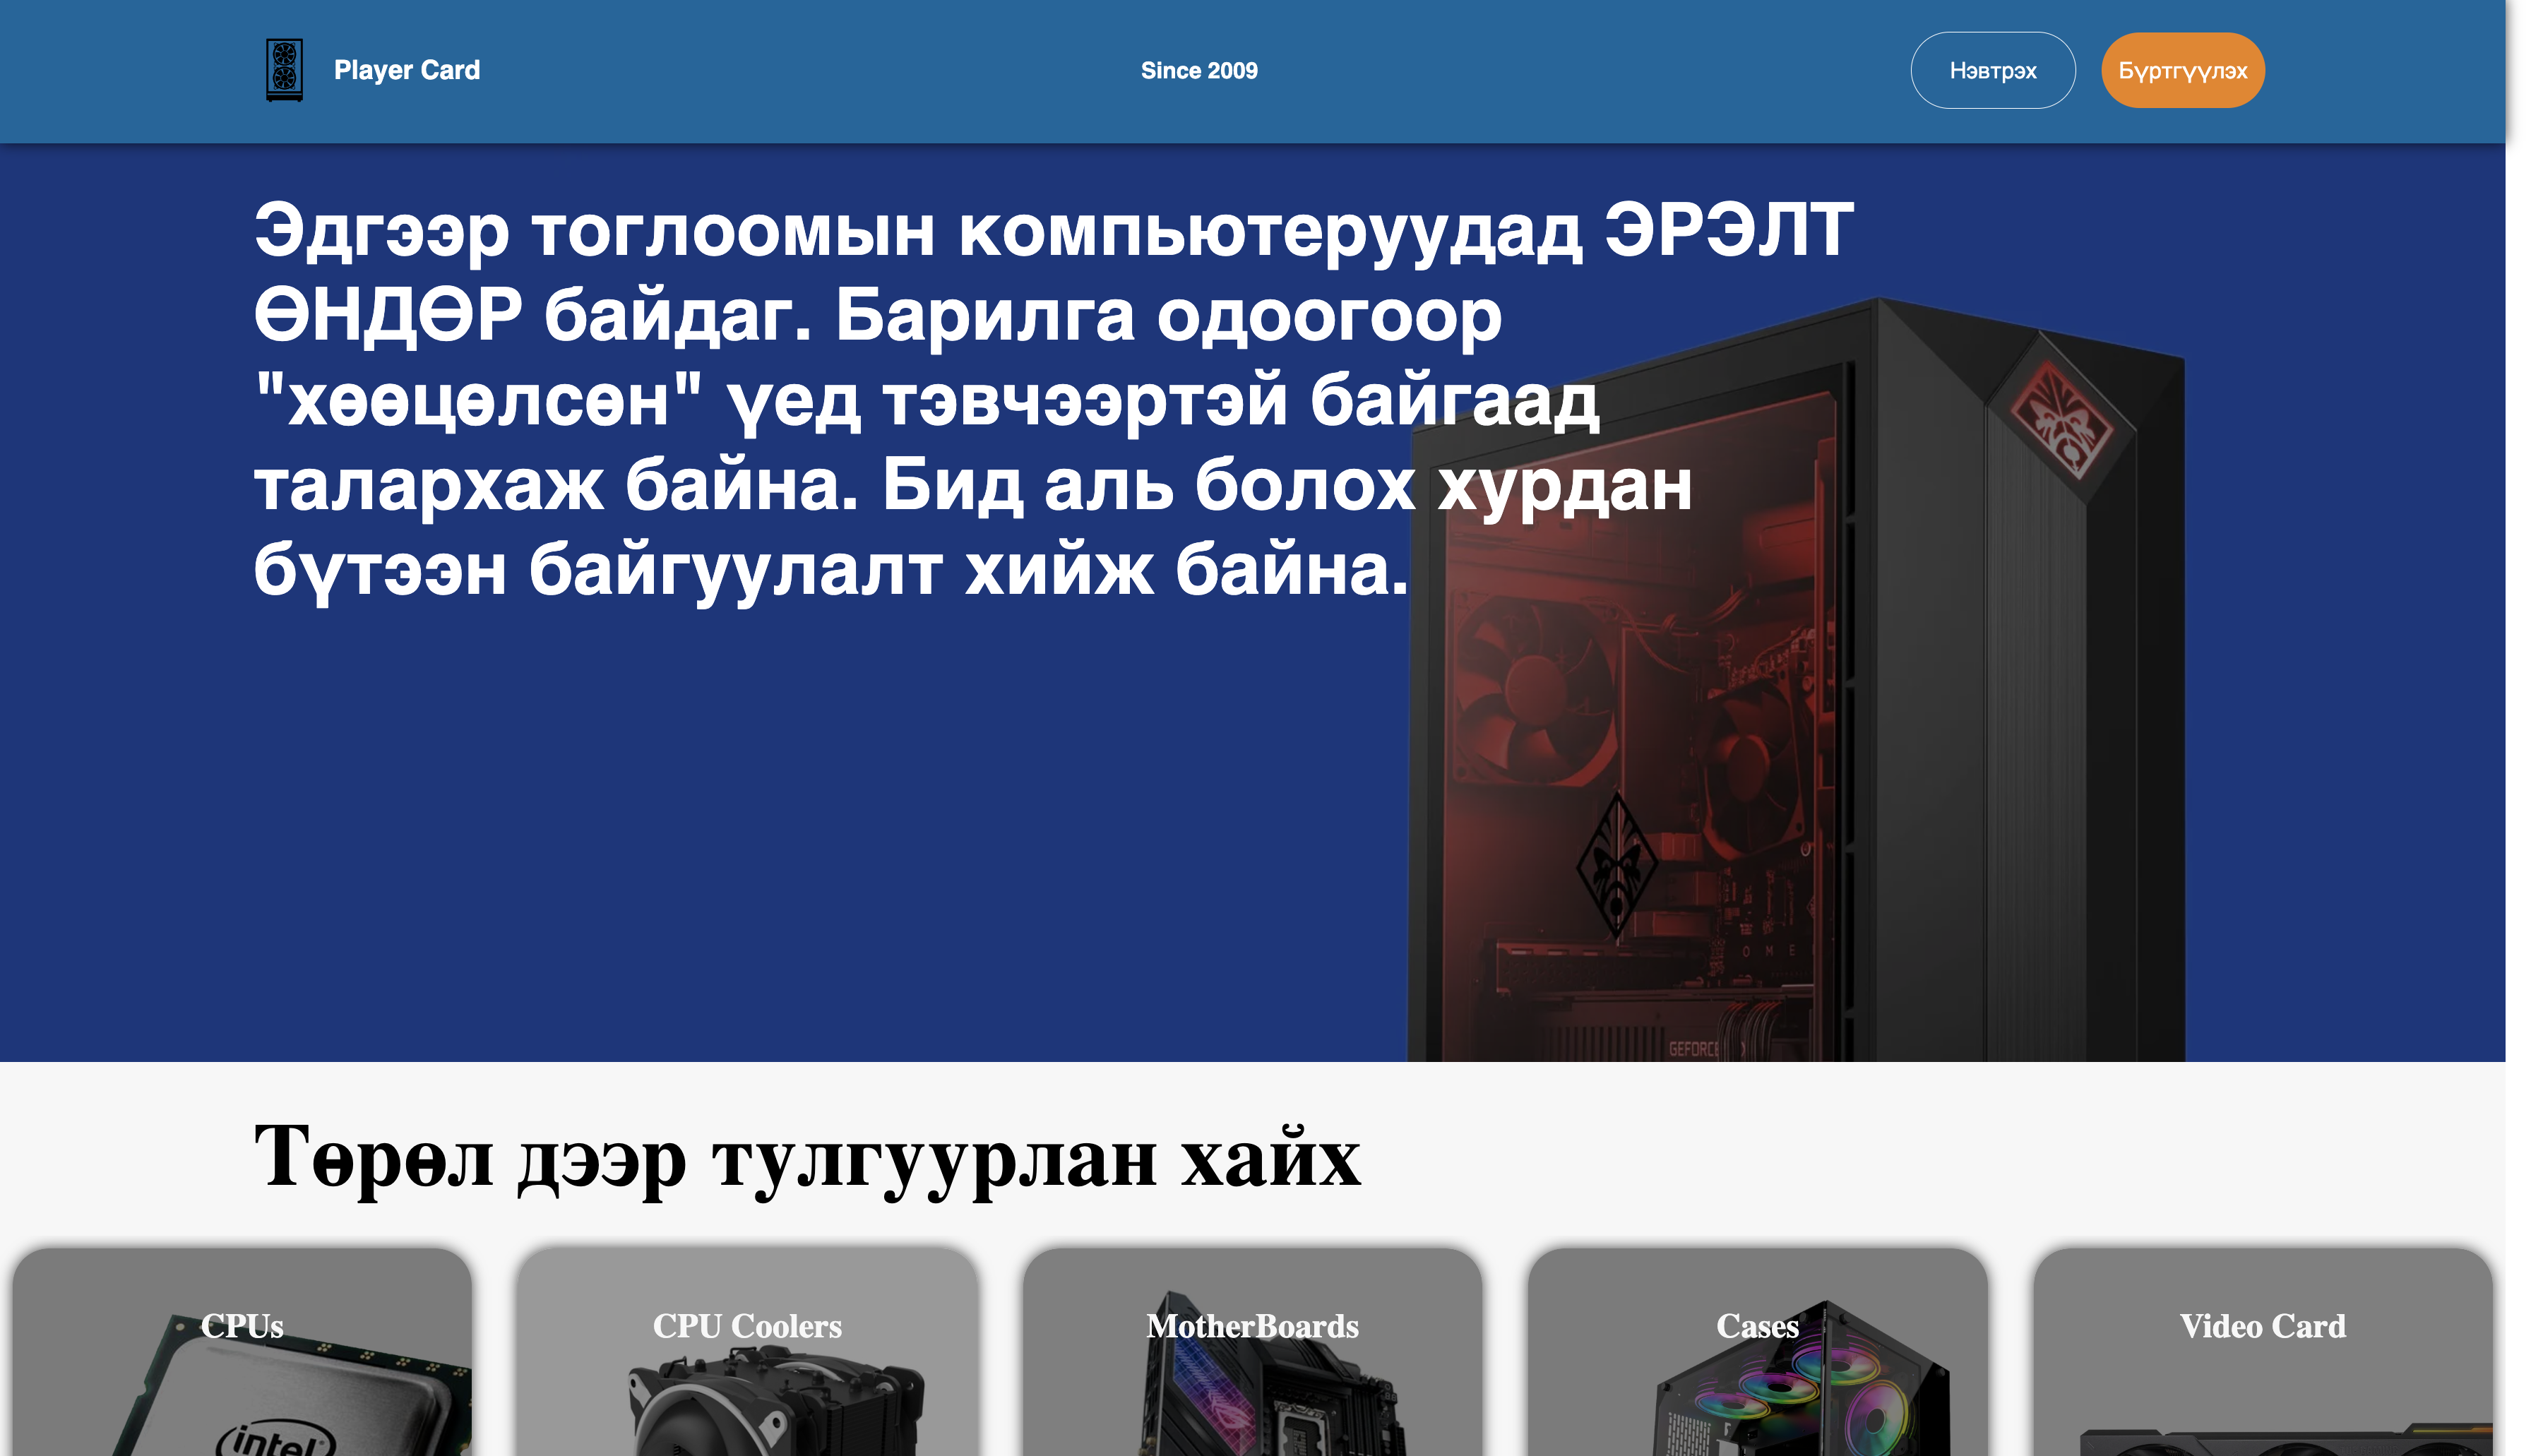 Player Card
Since 2009
Нэвтрэх
Бүртгүүлэх
Эдгээр тоглоомын компьютеруудад ЭРЭЛТ
ӨНДӨР байдаг. Барилга одоогоор
"хөөцөлсөн" үед тэвчээртэй байгаад
талархаж байна. Бид аль болох хурдан
бүтээн байгуулалт хийж байна.
GEFORCE
Төрөл дээр тулгуурлан хайх
CPUs
CPU Coolers
MotherBoards
Cases
Video Card
intel